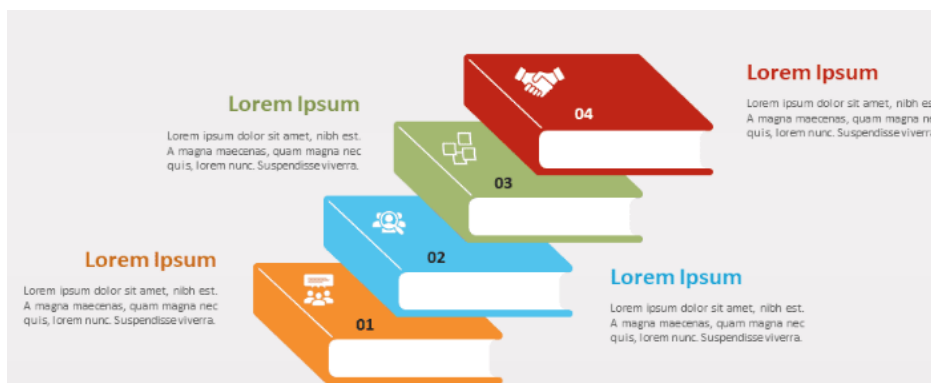 Lorem Ipsum
Lorem ipsum dolor sit amet, nibh
A magna maecenas, quam magna
quis, lorem nunc. Suspendisse
04
Lorem Ipsum
Lorem ipsum dolor sit amet, nibh est.
A magna maecenas, quam magna nec
quis, lorem nunc. Suspendisse viverra.
03
02
Lorem Ipsum
Lorem ipsum dolor sit amet, nibh est.
A magna maecenas, quam magna nec
quis, lorem nunc. Suspendisse viverra.
Lorem Ipsum
Lorem ipsum dolor sit amet, nibh est.
A magna maecenas, quam magna nec
quis, lorem nunc. Suspendisse viverra.
01